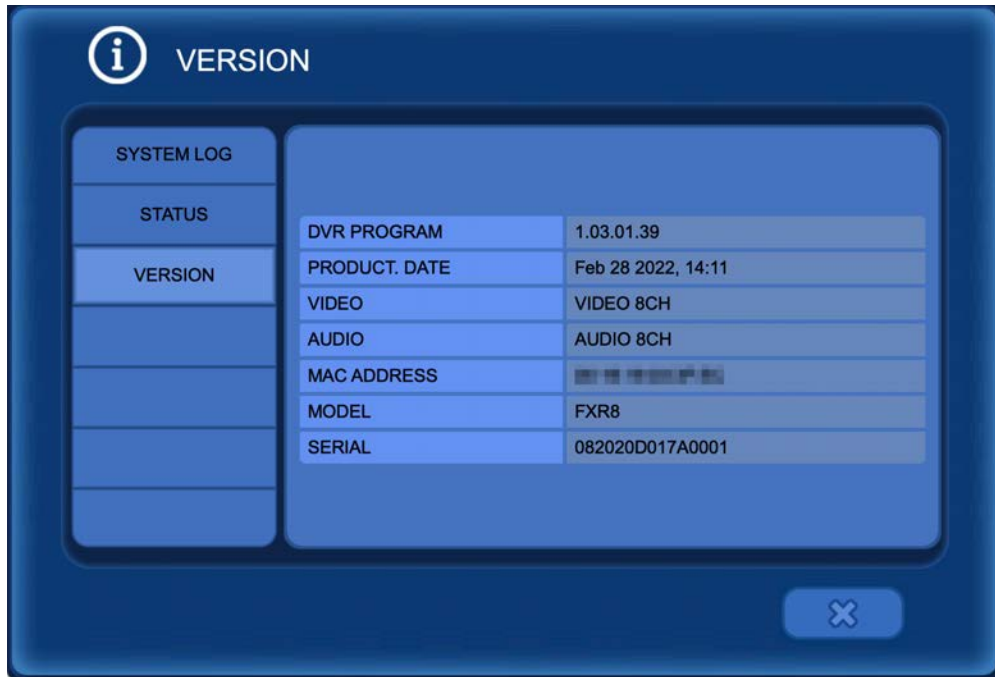 VERSION
SYSTEM LOG
STATUS
VERSION
DVR PROGRAM 1.03.01.39
PRODUCT. DATE Feb 28 2022, 14:11
VIDEO VIDEO 8CH
AUDIO AUDIO 8CH
MAC ADDRESS
MODEL FXR8
SERIAL 082020D017A0001